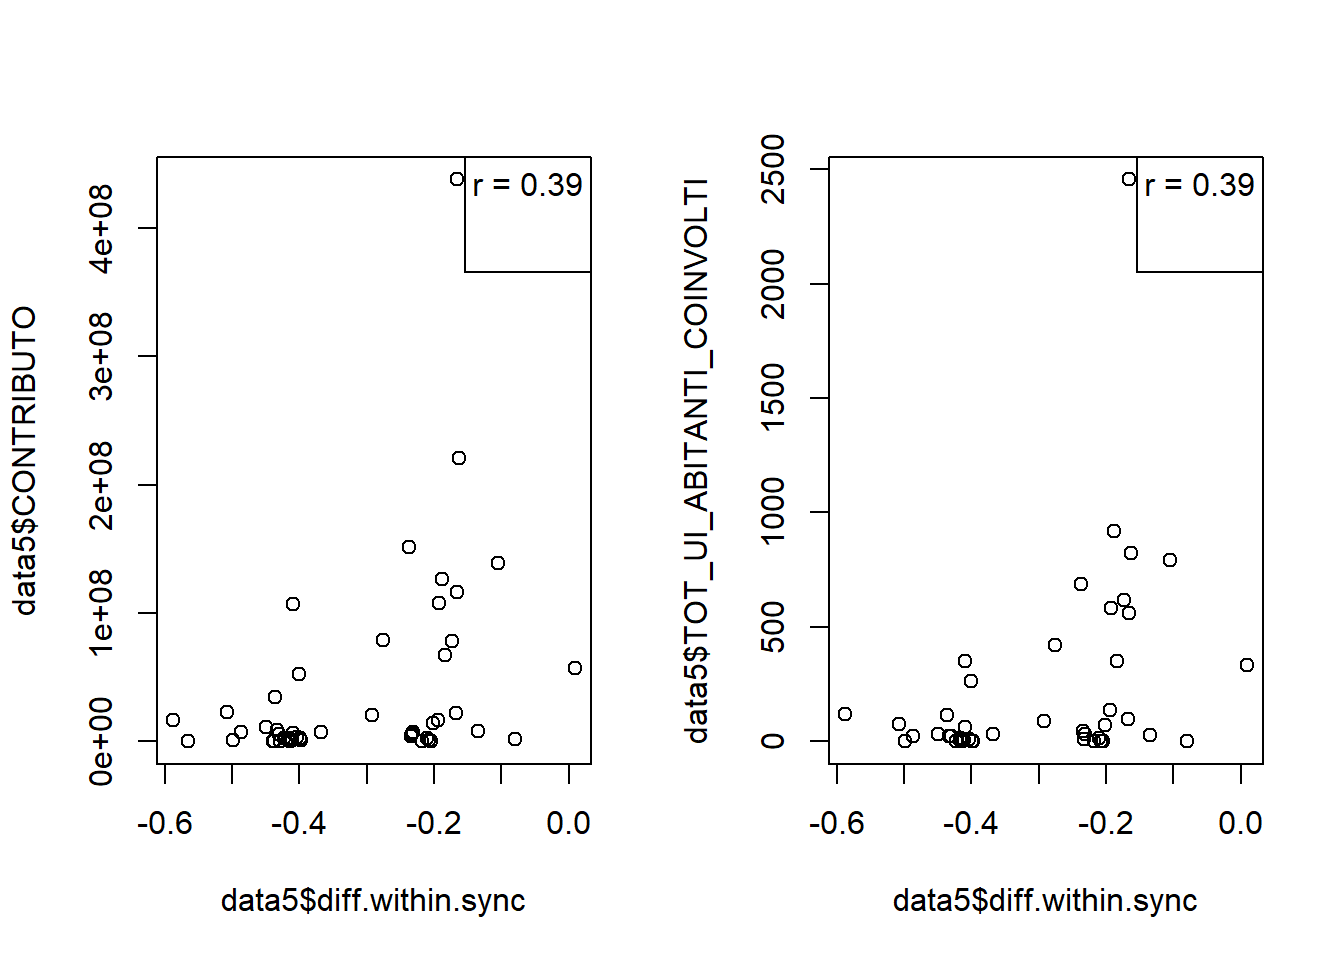 r = 0.39
4e+08
3e+08
2e+08
1e+08
0e+00
data5$CONTRIBUTO
-0.6
-0.4
-0.2
0.0
data5$diff.within.sync
r = 0.39
2500
2000
1500
1000
500
0
data5$TOT_UI_ABITANTI_COINVOLTI
-0.6
-0.4
-0.2
0.0
data5$diff.within.sync